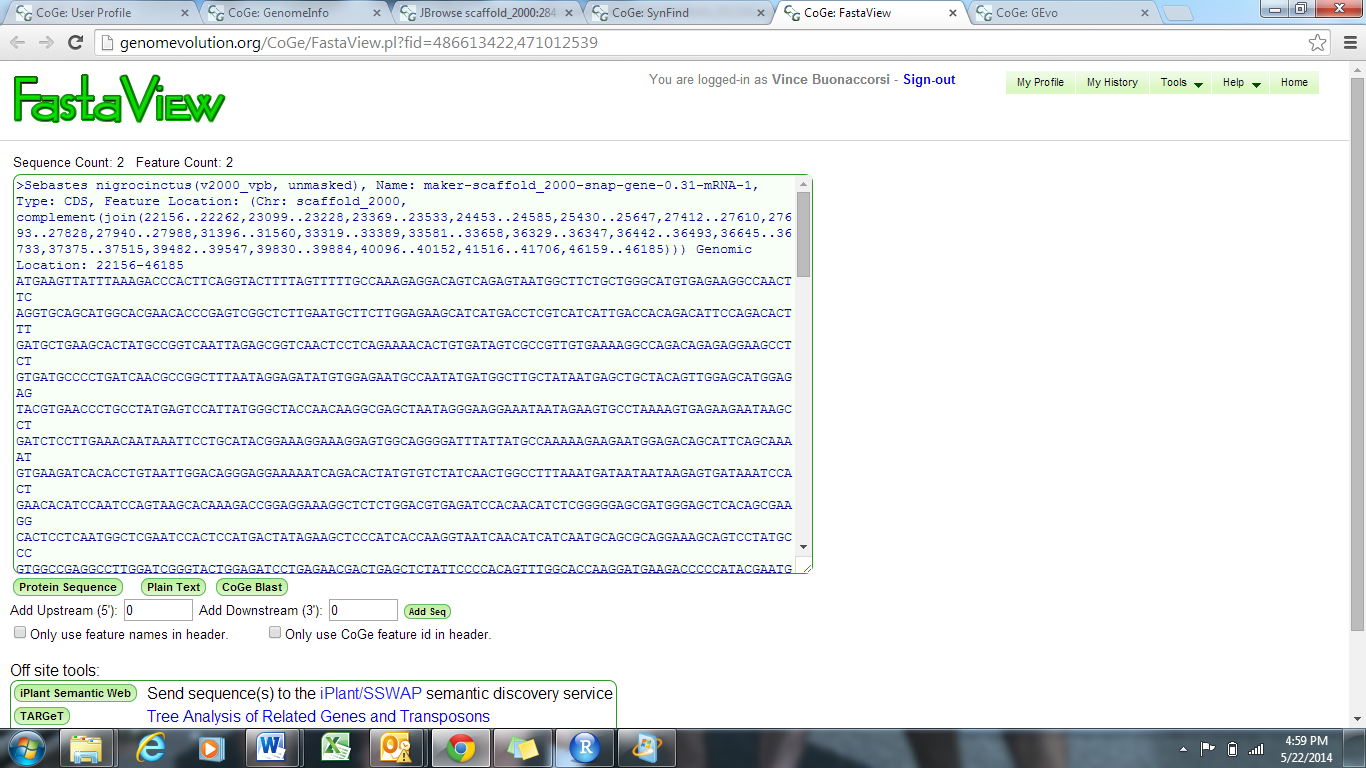 CoGe: User Profile
CoGe: GenomeInfo
JBrowse scaffold_2000:284
CoGe: SynFind
CoGe: FastaView
CoGe: GEvo
genomevolution.org/CoGe/FastaView.pl?fid=486613422,471012539
FastaView
You are logged-in as Vince Buonaccorsi - Sign-out
My Profile
My History
Tools
Help
Home
Sequence Count: 2 Feature Count: 2
>Sebastes nigrocinctus(v2000_vpb, unmasked), Name: maker-scaffold_2000-snap-gene-0.31-mRNA-1,
Type: CDS, Feature Location: (Chr: scaffold_2000,
complement(join(22156..22262,23099..23228,23369..23533,24453..24585,25430..25647,27412..27610,276
93..27828,27940..27988,31396..31560,33319..33389,33581..33658,36329..36347,36442..36493,36645..36
733,37375..37515,39482..39547,39830..39884,40096..40152,41516..41706,46159..46185))) Genomic
Location: 22156-46185
ATGAAGTTATTTAAAGACCCACTTCAGGTACTTTTAGTTTTTGCCAAAGAGGACAGTCAGAGTAATGGCTTCTGCTGGGCATGTGAGAAGGCCAACT
TC
AGGTGCAGCATGGCACGAACACCCGAGTCGGCTCTTGAATGCTTCTTGGAGAAGCATCATGACCTCGTCATCATTGACCACAGACATTCCAGACACT
TT
GATGCTGAAGCACTATGCCGGTCAATTAGAGCGGTCAACTCCTCAGAAAACACTGTGATAGTCGCCGTTGTGAAAAGGCCAGACAGAGAGGAAGCCT
CT
GTGATGCCCCTGATCAACGCCGGCTTTAATAGGAGATATGTGGAGAATGCCAATATGATGGCTTGCTATAATGAGCTGCTACAGTTGGAGCATGGAG
AG
TACGTGAACCCTGCCTATGAGTCCATTATGGGCTACCAACAAGGCGAGCTAATAGGGAAGGAAATAATAGAAGTGCCTAAAAGTGAGAAGAATAAGC
CT
GATCTCCTTGAAACAATAAATTCCTGCATACGGAAAGGAAAGGAGTGGCAGGGGATTTATTATGCCAAAAAGAAGAATGGAGACAGCATTCAGCAAA
AT
GTGAAGATCACACCTGTAATTGGACAGGGAGGAAAAATCAGACACTATGTGTCTATCAACTGGCCTTTAAATGATAATAATAAGAGTGATAAATCCA
CT
GAACACATCCAATCCAGTAAGCACAAAGACCGGAGGAAAGGCTCTCTGGACGTGAGATCCACAACATCTCGGGGGAGCGATGGGAGCTCACAGCGAA
GG
CACTCCTCAATGGCTCGAATCCACTCCATGACTATAGAAGCTCCCATCACCAAGGTAATCAACATCATCAATGCAGCGCAGGAAAGCAGTCCTATGC
CC
GTGGCCGAGGCCTTGGATCGGGTACTGGAGATCCTGAGAACGACTGAGCTCTATTCCCCACAGTTTGGCACCAAGGATGAAGACCCCCATACGAATG
Protein Sequence
Plain Text
CoGe Blast
Add Upstream (5'): 0 Add Downstream (3'): 0 Add Seq
Only use feature names in header. Only use CoGe feature id in header.
Off site tools:
iPlant Semantic Web Send sequence(s) to the iPlant/SSWAP semantic discovery service
TARGeT Tree Analysis of Related Genes and Transposons
4:59 PM
5/22/2014